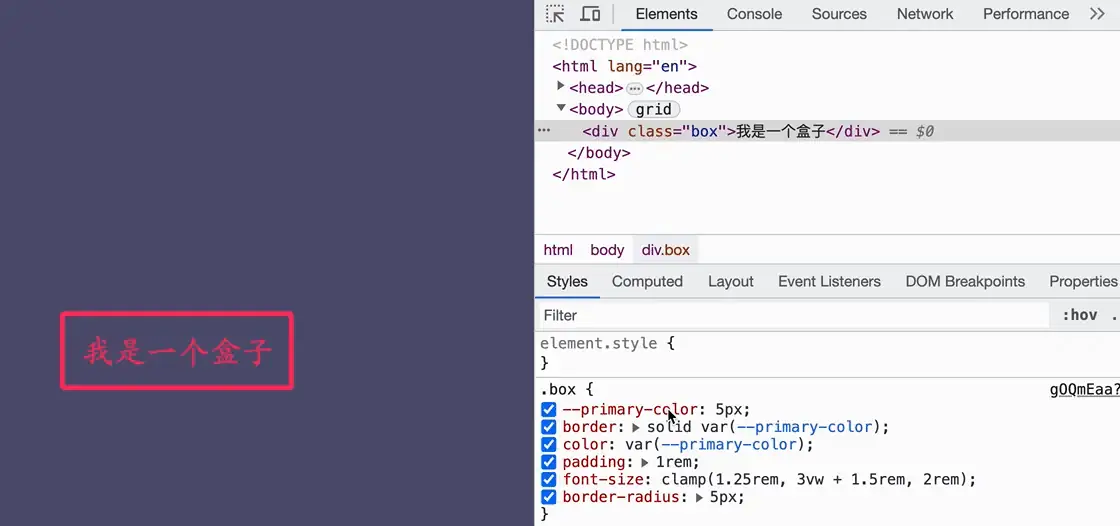 Elements Console Sources Network Performance
<!DOCTYPE html>
<html lang="en">
<head> ••• </head>
<body> grid
••• <div class="box">我是一个盒子</div> == $0
</body>
</html>
html body div.box
Styles Computed Layout Event Listeners DOM Breakpoints Properties
Filter :hov .
element.style {
}
.box { gOQmEaa?
--primary-color: 5px;
border: solid var(--primary-color);
color: var(--primary-color);
padding: 1rem;
font-size: clamp(1.25rem, 3vw + 1.5rem, 2rem);
border-radius: 5px;
}
我是一个盒子